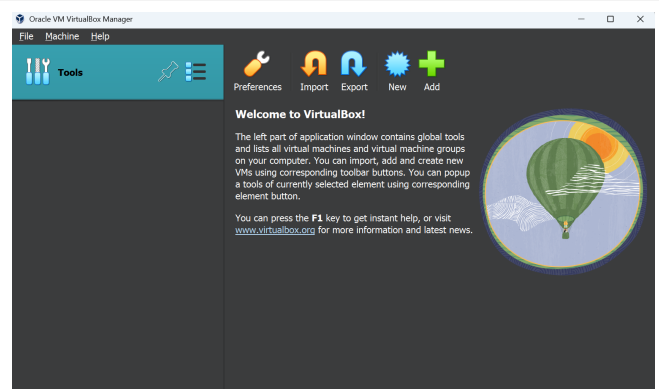 Oracle VM VirtualBox Manager
File Machine Help
Tools
Preferences Import Export New Add
Welcome to VirtualBox!
The left part of application window contains global tools
and lists all virtual machines and virtual machine groups
on your computer. You can import, add and create new
VMs using corresponding toolbar buttons. You can popup
a tools of currently selected element using corresponding
element button.
You can press the F1 key to get instant help, or visit
www.virtualbox.org for more information and latest news.